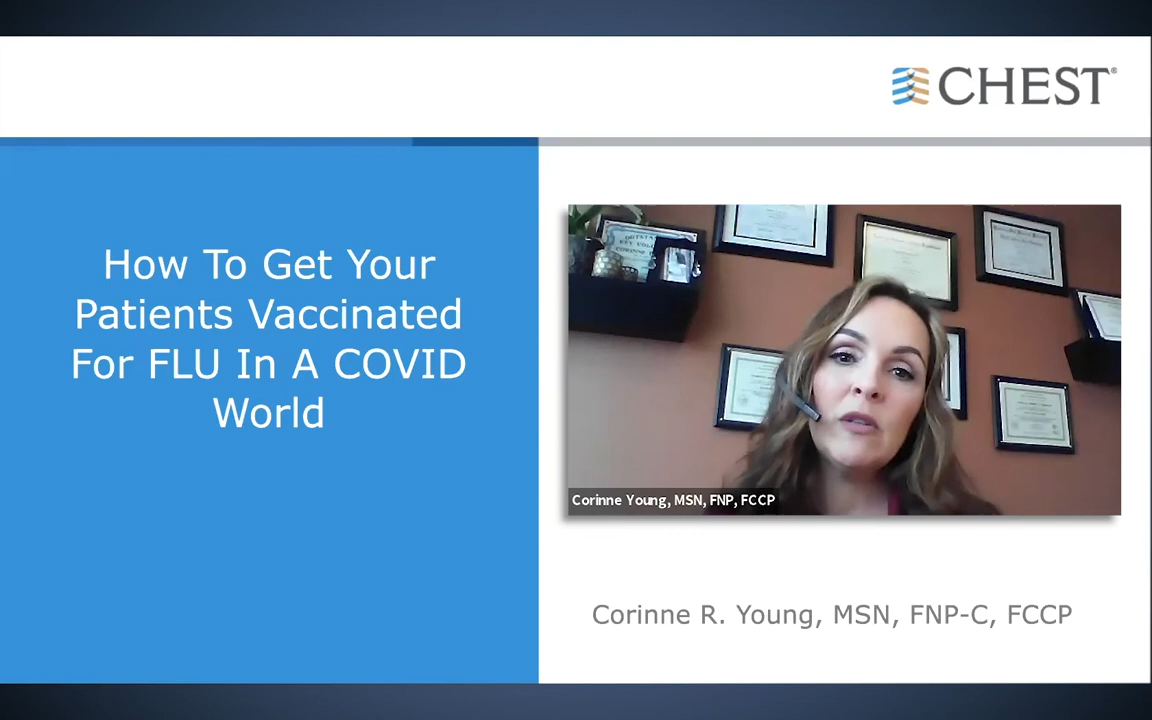 CHEST®
How To Get Your
Patients Vaccinated
For FLU In A COVID
World
Corinne Young, MSN, FNP, FCCP
Corinne R. Young, MSN, FNP-C, FCCP